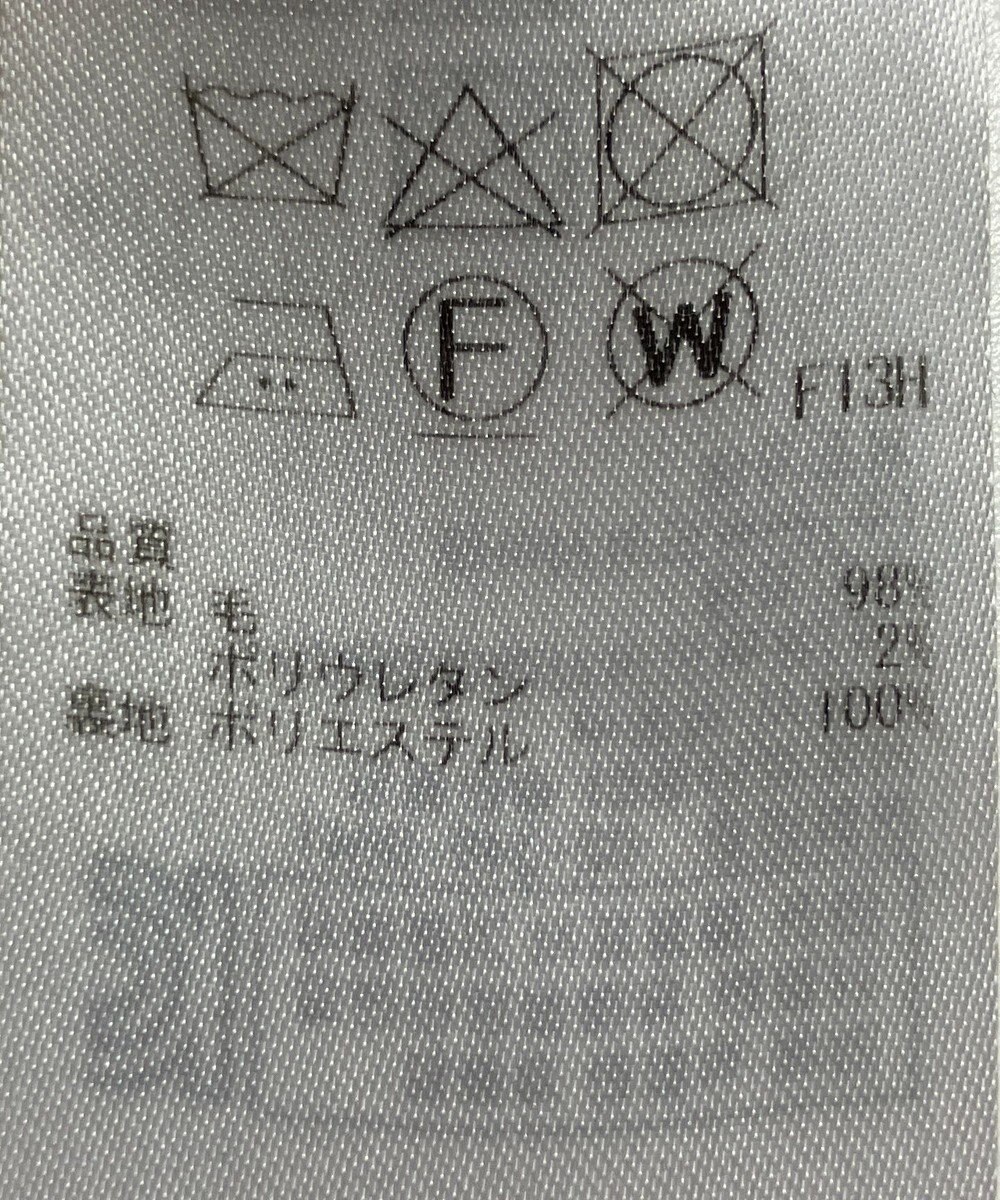 F W F13H
品質
表地 毛 98%
ポリウレタン 2%
裏地 ポリエステル 100%